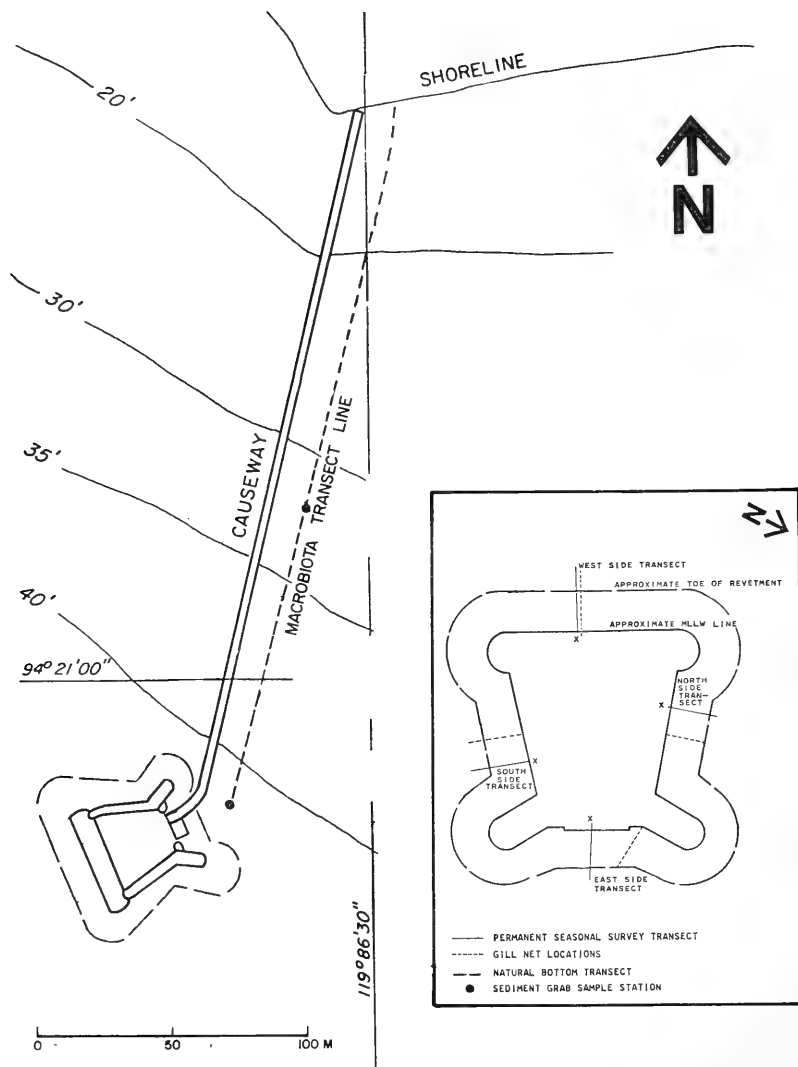 SHORELINE
20'
N
30'
35'
CAUSEWAY
MACROBIOTA TRANSECT LINE
40'
94° 21'00"
119° 86'30"
0
50
100 M
N
WEST SIDE TRANSECT
APPROXIMATE TOE OF REVETMENT
APPROXIMATE MLLW LINE
NORTH
SIDE
TRAN-
SECT
X
X
X
SOUTH
SIDE
TRANSECT
X
EAST SIDE
TRANSECT
PERMANENT SEASONAL SURVEY TRANSECT
GILL NET LOCATIONS
NATURAL BOTTOM TRANSECT
SEDIMENT GRAB SAMPLE STATION